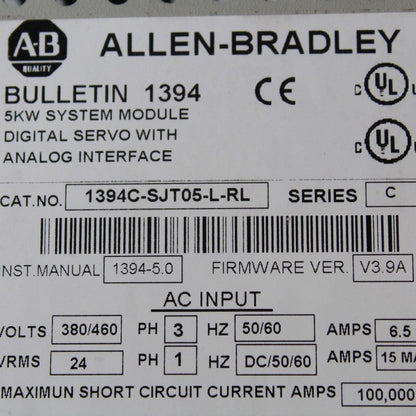 A-B ALLEN-BRADLEY
QUALITY
BULLETIN 1394 CE C UL
5KW SYSTEM MODULE
DIGITAL SERVO WITH C UL
ANALOG INTERFACE
CAT.NO. 1394C-SJT05-L-RL SERIES C
NST.MANUAL 1394-5.0 FIRMWARE VER. V3.9A
AC INPUT
VOLTS 380/460 PH 3 HZ 50/60 AMPS 6.5
VRMS 24 PH 1 HZ DC/50/60 AMPS 15 MA
MAXIMUN SHORT CIRCUIT CURRENT AMPS 100,000